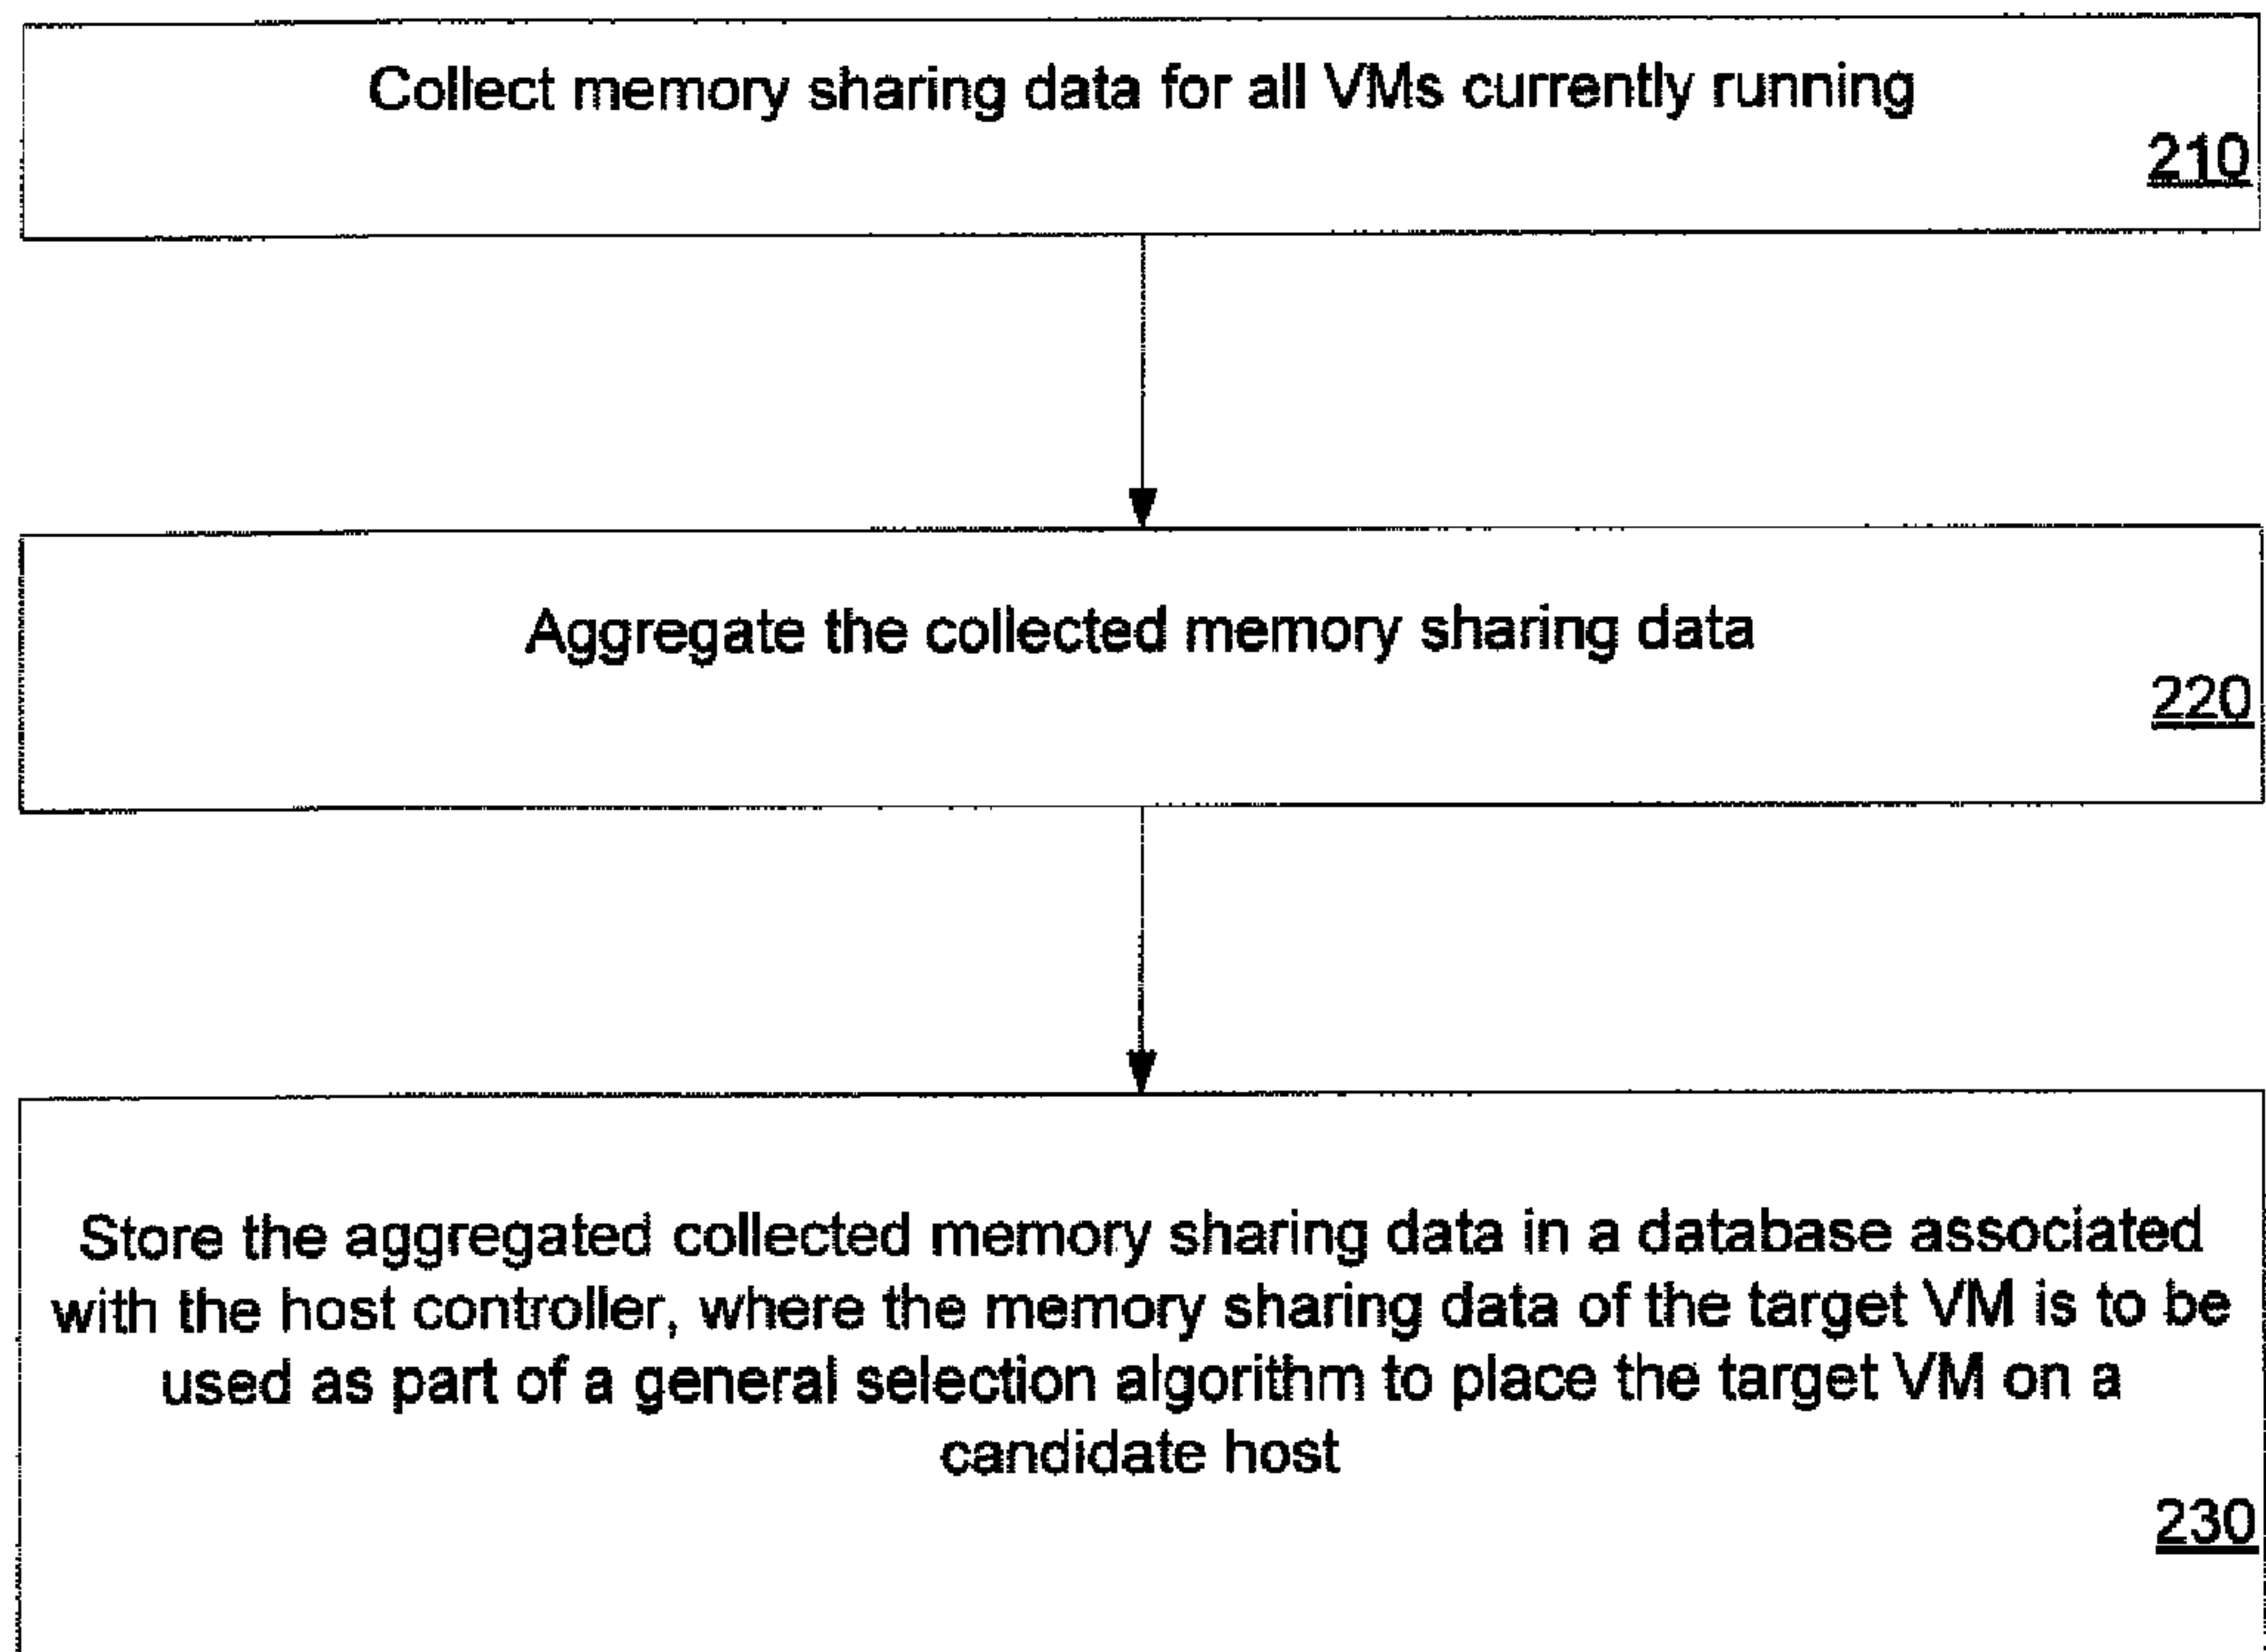 Collect memory sharing data for all VMs currently running
210
Aggregate the collected memory sharing data
220
Store the aggregated collected memory sharing data in a database associated
with the host controller, where the memory sharing data of the target VM is to be
used as part of a general selection algorithm to place the target VM on a
candidate host
230